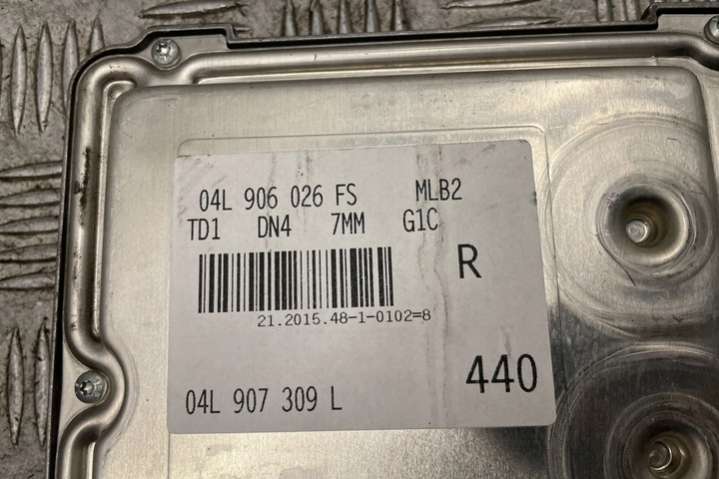 04L 906 026 FS MLB2
TD1 DN4 7MM G1C
R
21.2015.48-1-0102=8
440
04L 907 309 L